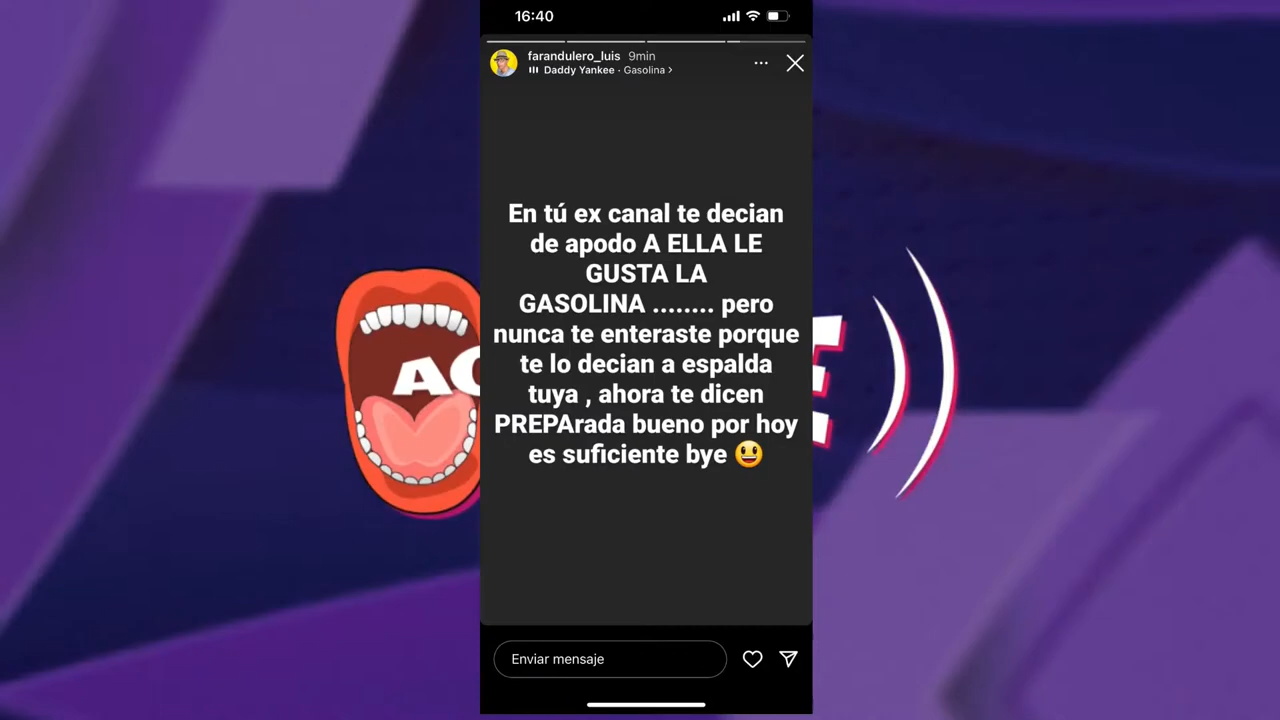 16:40
farandulero_luis 9min
Daddy Yankee · Gasolina >
En tú ex canal te decian
de apodo A ELLA LE
GUSTA LA
GASOLINA ........ pero
nunca te enteraste porque
te lo decian a espalda
tuya , ahora te dicen
PREPArada bueno por hoy
es suficiente bye 😃
Enviar mensaje